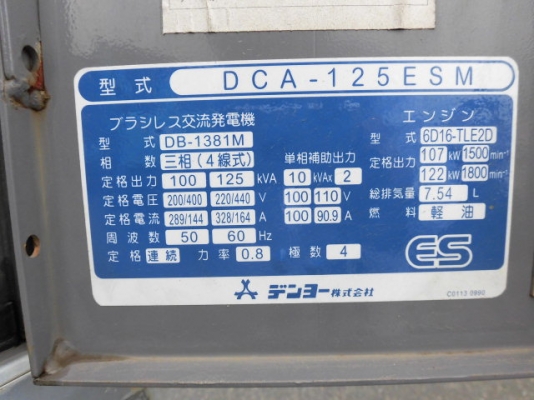 型式 DCA-125ESM
ブラシレス交流発電機
型式 DB-1381M
相数 三相(4線式) 単相補助出力
定格出力 100 125 kVA 10 kVA× 2
定格電圧 200/400 220/440 V 100 110 V
定格電流 289/144 328/164 A 100 90.9 A
周波数 50 60 Hz
定格 連続 力率 0.8 極数 4
エンジン
型式 6D16-TLE2D
定格出力 107 kW 1500 min⁻¹
122 kW 1800 min⁻¹
総排気量 7.54 L
燃料 軽油
ES
デンヨー株式会社